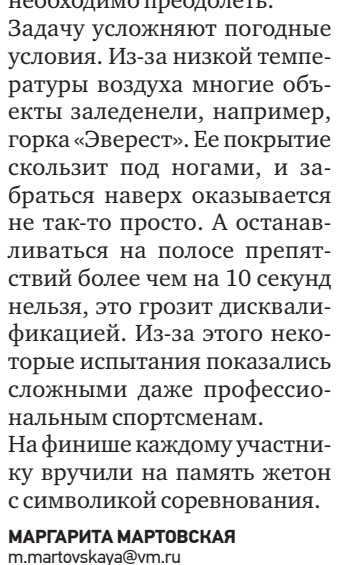 необходимо преодолеть.
Задачу усложняют погодные
условия. Из-за низкой темпе-
ратуры воздуха многие объ-
екты заледенели, например,
горка «Эверест». Ее покрытие
скользит под ногами, и за-
браться наверх оказывается
не так-то просто. А останав-
ливаться на полосе препят-
ствий более чем на 10 секунд
нельзя, это грозит дисквали-
фикацией. Из-за этого неко-
торые испытания показались
сложными даже профессио-
нальным спортсменам.
На финише каждому участни-
ку вручили на память жетон
с символикой соревнования.
МАРГАРИТА МАРТОВСКАЯ
m.martovskaya@vm.ru